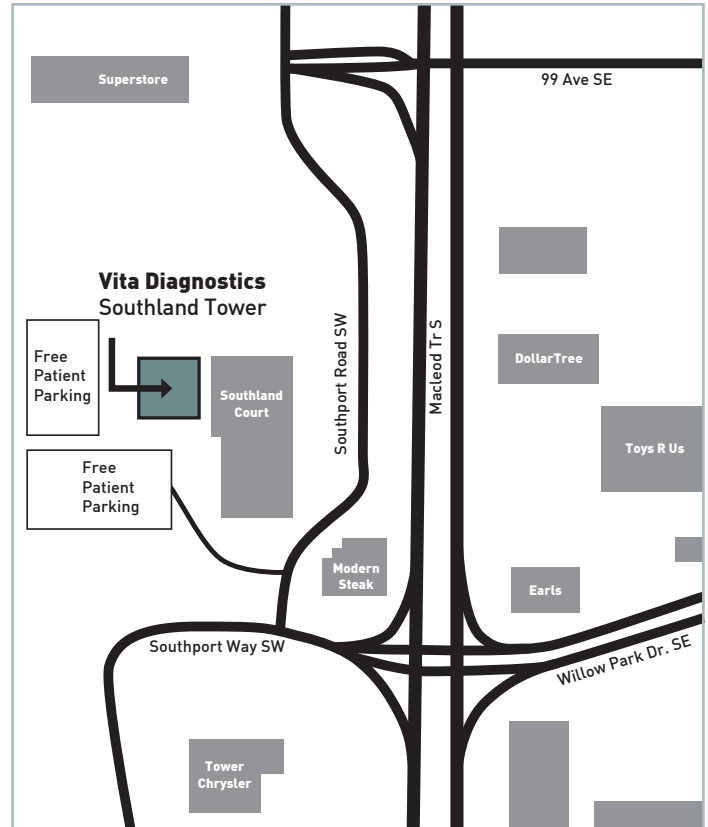 Superstore
99 Ave SE
Vita Diagnostics
Southland Tower
Free
Patient
Parking
Southland
Court
Southport Road SW
Macleod Tr S
DollarTree
Toys R Us
Free
Patient
Parking
Modern
Steak
Earls
Southport Way SW
Willow Park Dr. SE
Tower
Chrysler